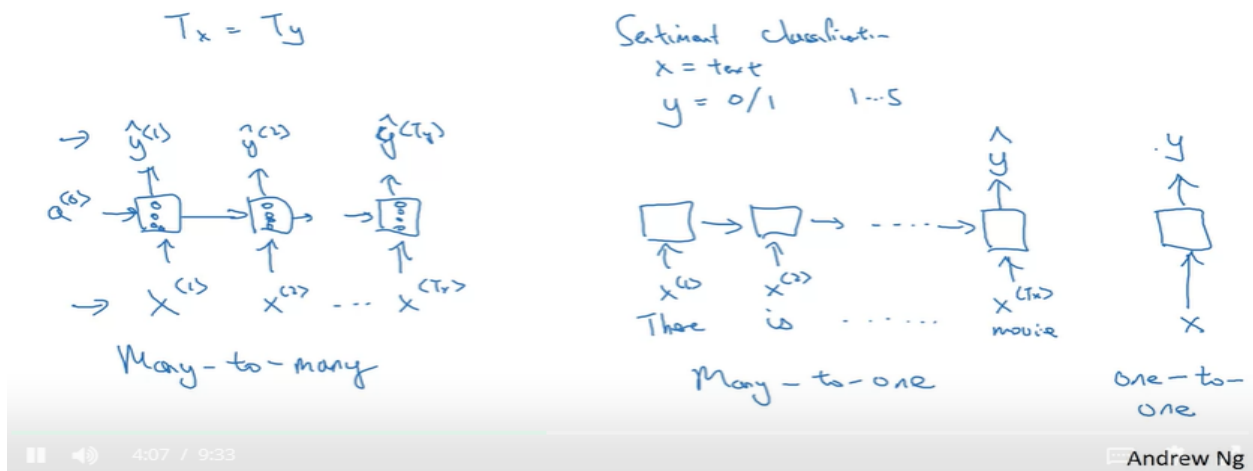 Tx = Ty
ŷ<1> ŷ<2> ŷ<Ty>
a<0>
x<1> x<2> ... x<Tx>
Many-to-many
Sentiment classification
x = text
y = 0/1 1...5
ŷ
x<1> x<2> x<Tx>
There is ...... movie
Many-to-one
y
x
one-to-
one
4:07 / 9:33
Andrew Ng